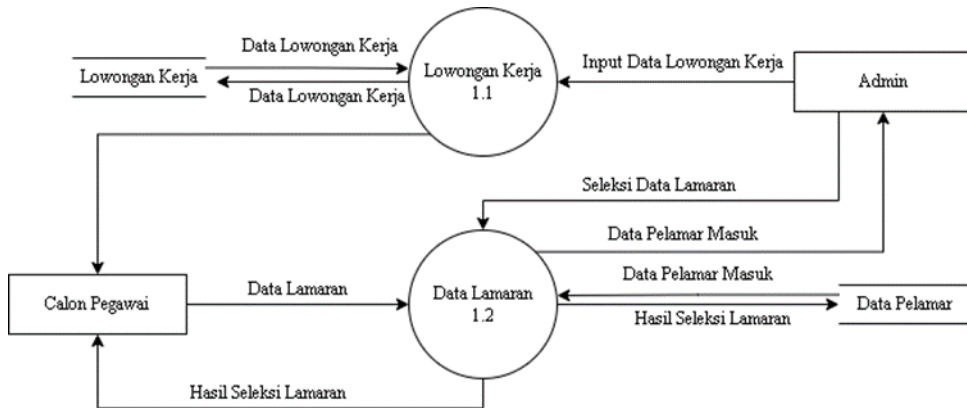 Data Lowongan Kerja
Lowongan Kerja
Data Lowongan Kerja
Lowongan Kerja
1.1
Input Data Lowongan Kerja
Admin
Seleksi Data Lamaran
Data Pelamar Masuk
Calon Pegawai
Data Lamaran
Data Lamaran
1.2
Data Pelamar Masuk
Hasil Seleksi Lamaran
Data Pelamar
Hasil Seleksi Lamaran